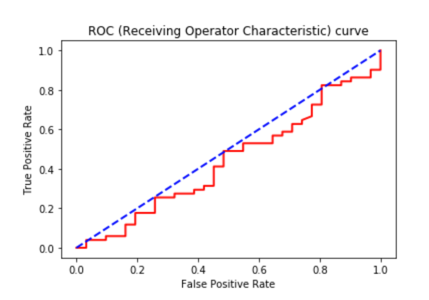 ROC (Receiving Operator Characteristic) curve
True Positive Rate
1.0
0.8
0.6
0.4
0.2
0.0
0.0 0.2 0.4 0.6 0.8 1.0
False Positive Rate